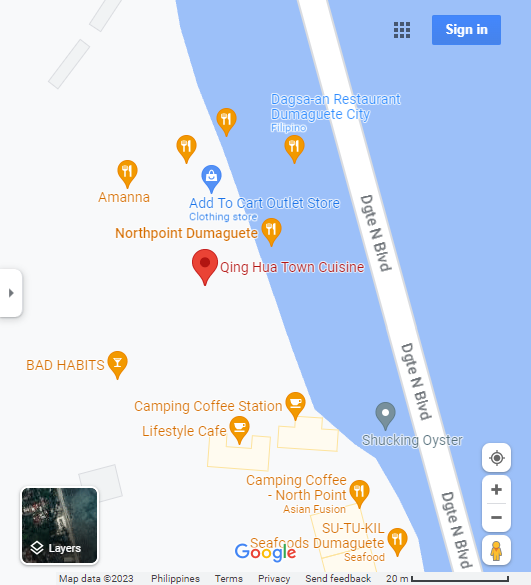 Sign in
Dagsa-an Restaurant
Dumaguete City
Filipino
Amanna
Add To Cart Outlet Store
Clothing store
Dgte N Blvd
Northpoint Dumaguete
Qing Hua Town Cuisine
BAD HABITS
Dgte N Blvd
Camping Coffee Station
Lifestyle Cafe
Shucking Oyster
Camping Coffee
- North Point
Asian Fusion
Dgte N Blvd
SU-TU-KIL
Seafoods Dumaguete
Seafood
Layers
Google
Map data ©2023 Philippines Terms Privacy Send feedback 20 m